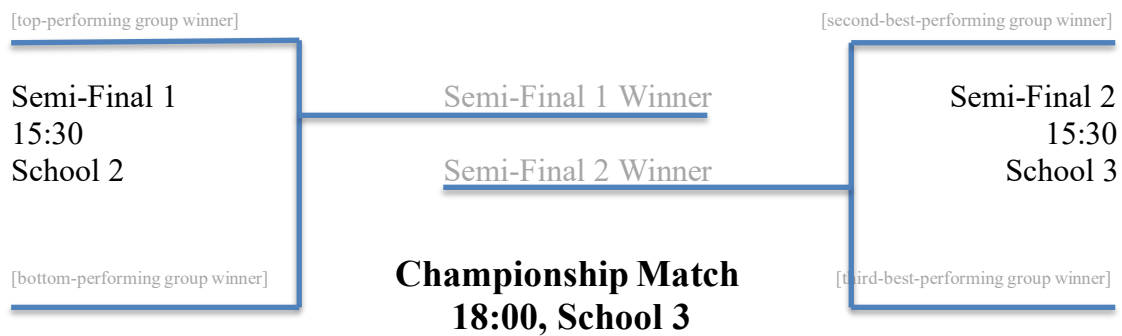 [top-performing group winner]
[second-best-performing group winner]
Semi-Final 1
15:30
School 2
Semi-Final 1 Winner
Semi-Final 2 Winner
Semi-Final 2
15:30
School 3
[bottom-performing group winner]
[third-best-performing group winner]
Championship Match
18:00, School 3